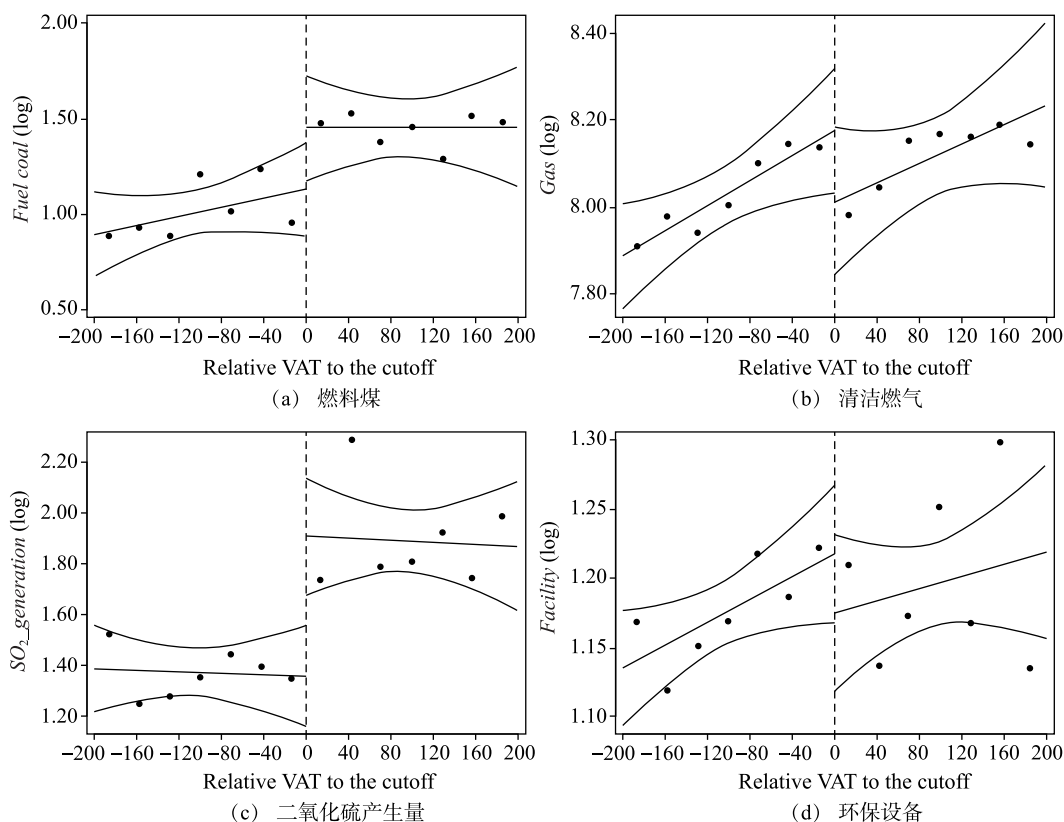 Fuel coal (log)
2.00
1.50
1.00
0.50
−200 −160 −120 −80 −40 0 40 80 120 160 200
Relative VAT to the cutoff
(a) 燃料煤
Gas (log)
8.40
8.20
8.00
7.80
−200 −160 −120 −80 −40 0 40 80 120 160 200
Relative VAT to the cutoff
(b) 清洁燃气
SO₂_generation (log)
2.20
2.00
1.80
1.60
1.40
1.20
−200 −160 −120 −80 −40 0 40 80 120 160 200
Relative VAT to the cutoff
(c) 二氧化硫产生量
Facility (log)
1.30
1.25
1.20
1.15
1.10
−200 −160 −120 −80 −40 0 40 80 120 160 200
Relative VAT to the cutoff
(d) 环保设备